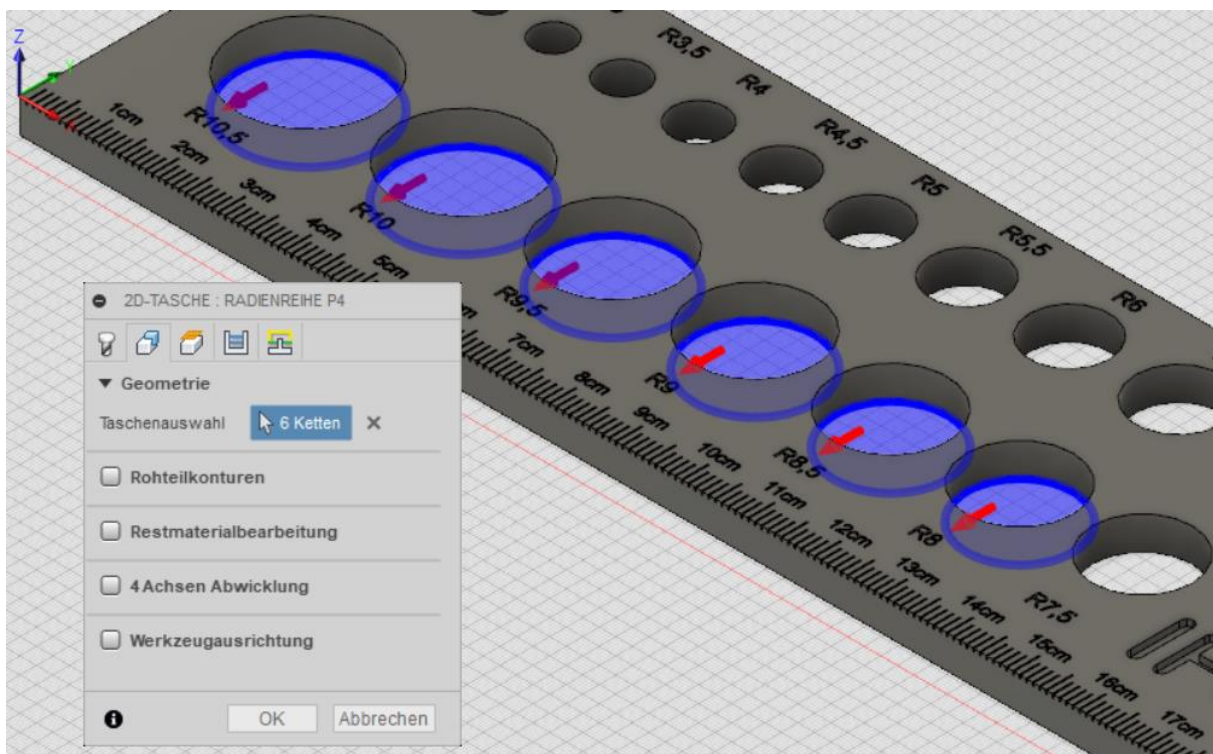 Z
X
R3,5
R4
R4,5
R5
R5,5
R6
R10,5
R10
R9,5
R9
R8,5
R8
R7,5
1cm
2cm
3cm
4cm
5cm
7cm
8cm
9cm
10cm
11cm
12cm
13cm
14cm
15cm
16cm
17cm
2D-TASCHE : RADIENREIHE P4
Geometrie
Taschenauswahl 6 Ketten
Rohteilkonturen
Restmaterialbearbeitung
4 Achsen Abwicklung
Werkzeugausrichtung
OK Abbrechen